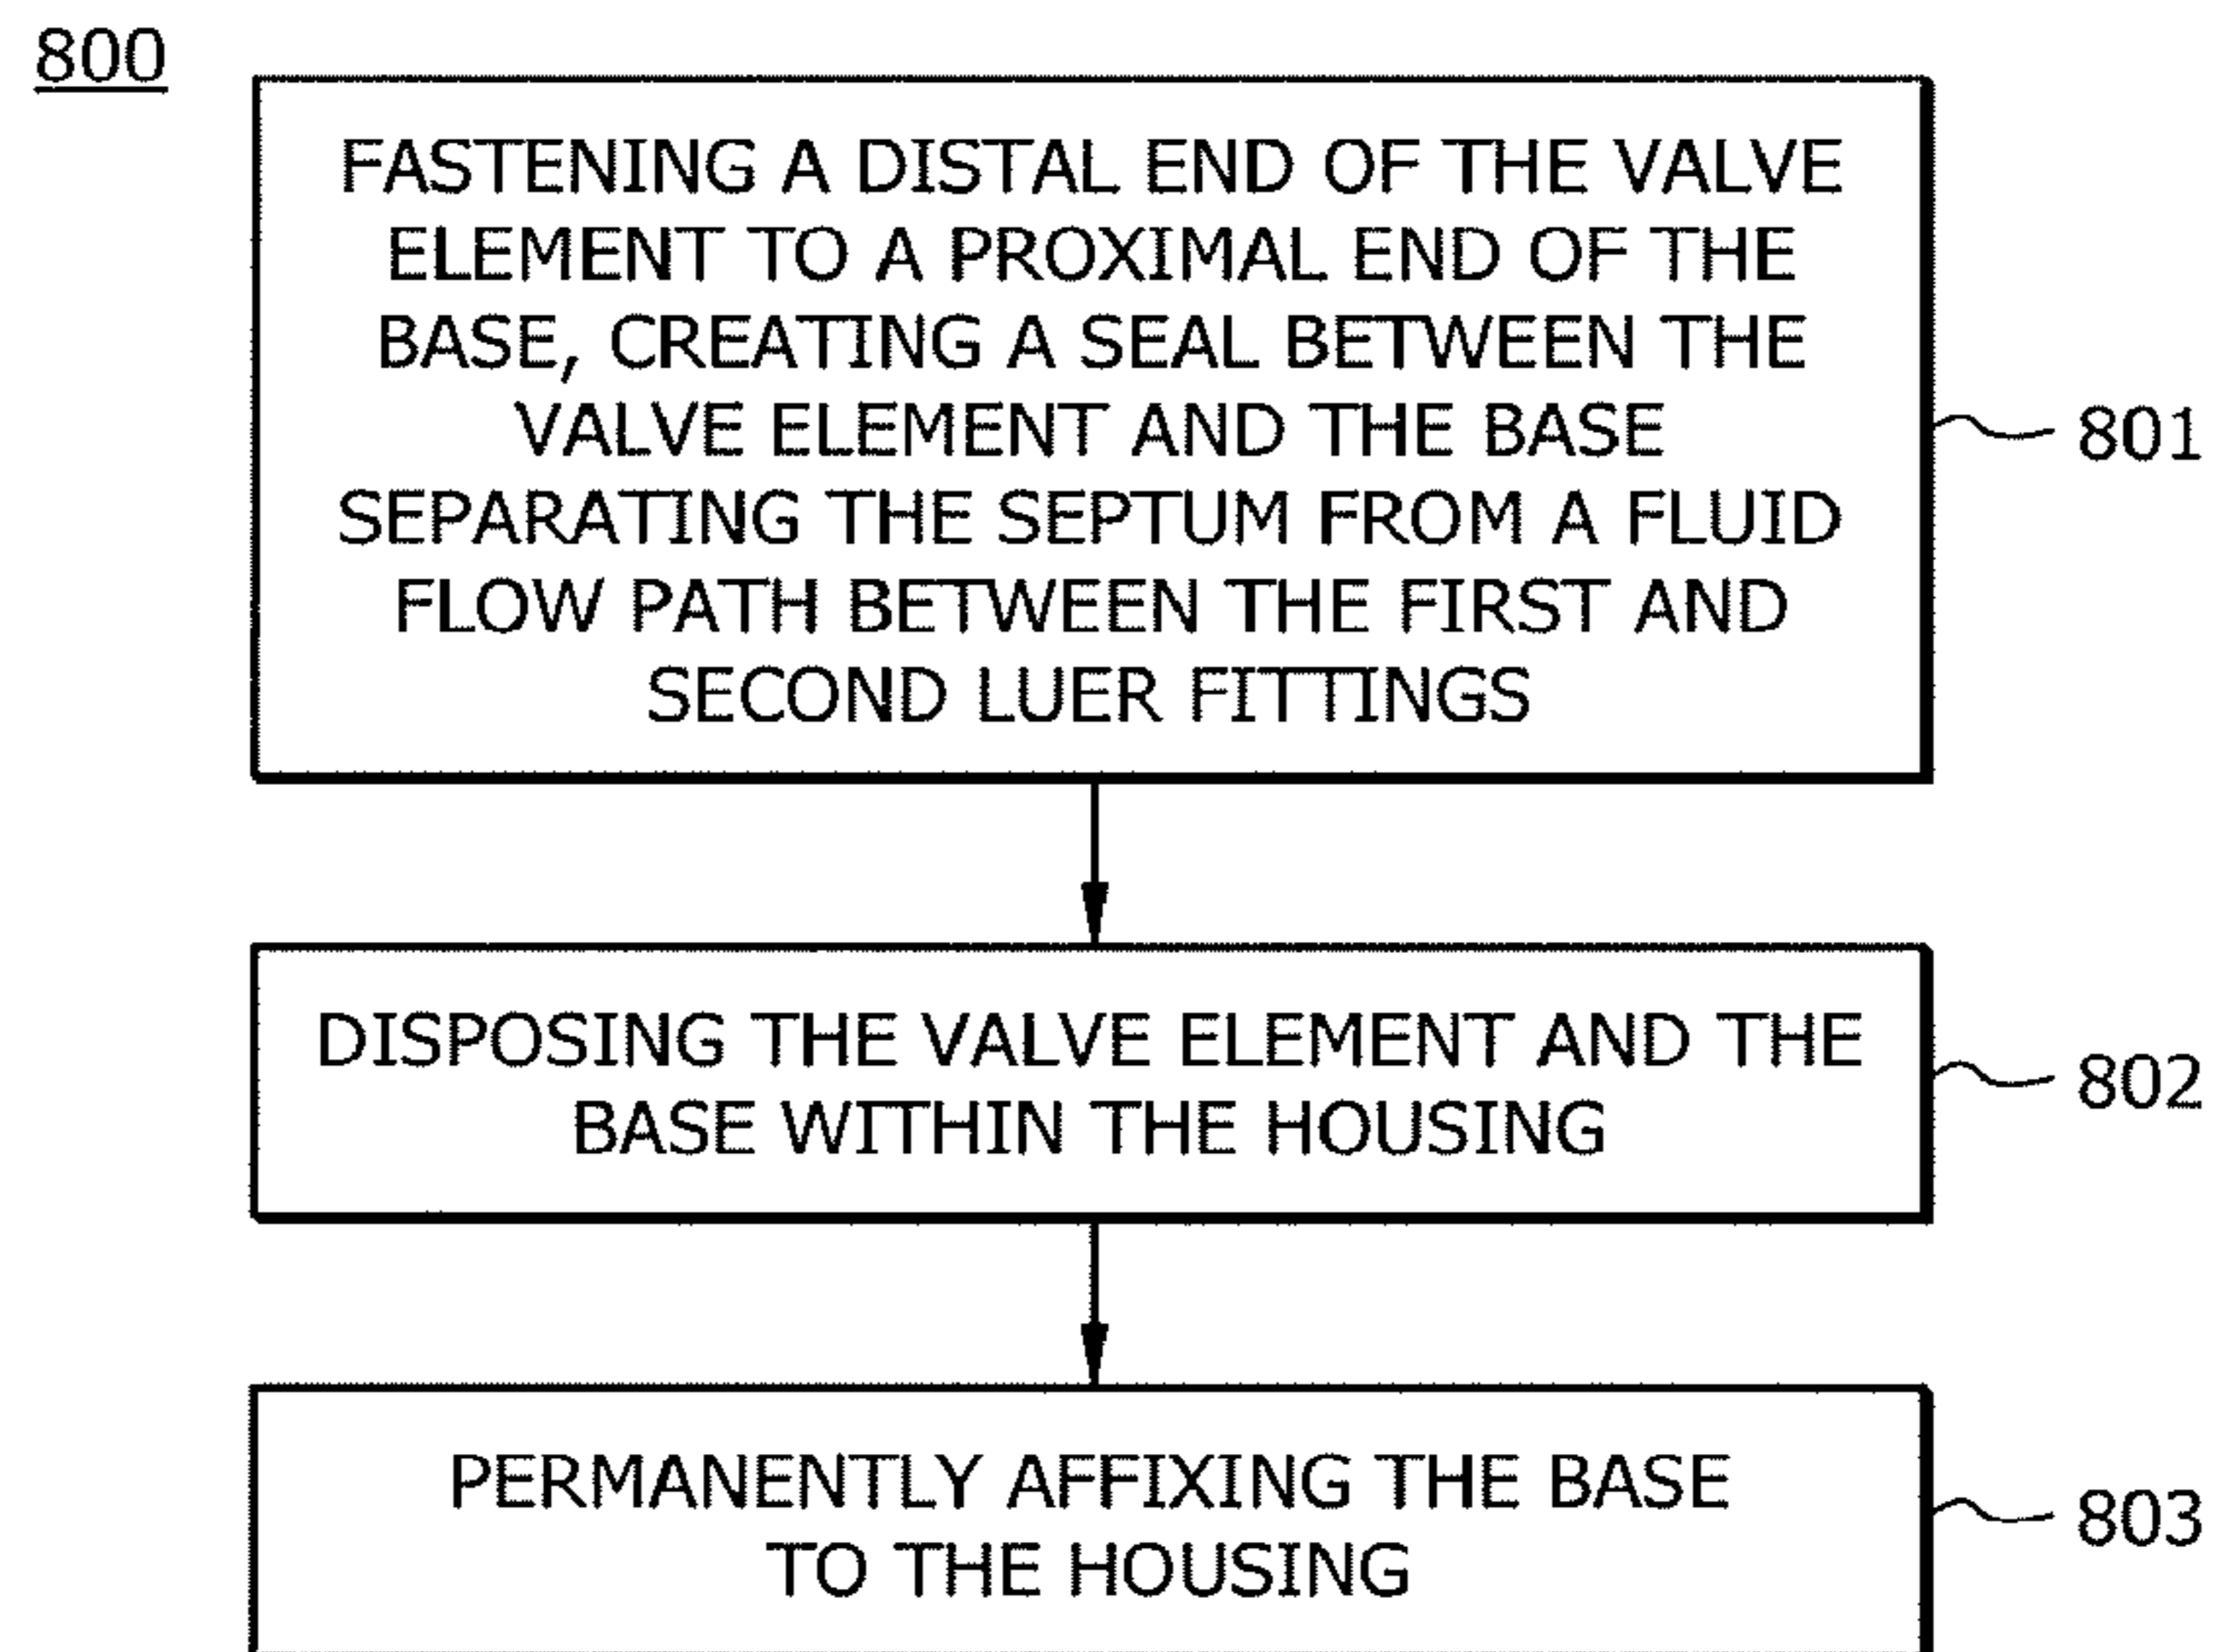 800
FASTENING A DISTAL END OF THE VALVE
ELEMENT TO A PROXIMAL END OF THE
BASE, CREATING A SEAL BETWEEN THE
VALVE ELEMENT AND THE BASE
SEPARATING THE SEPTUM FROM A FLUID
FLOW PATH BETWEEN THE FIRST AND
SECOND LUER FITTINGS
801
DISPOSING THE VALVE ELEMENT AND THE
BASE WITHIN THE HOUSING
802
PERMANENTLY AFFIXING THE BASE
TO THE HOUSING
803